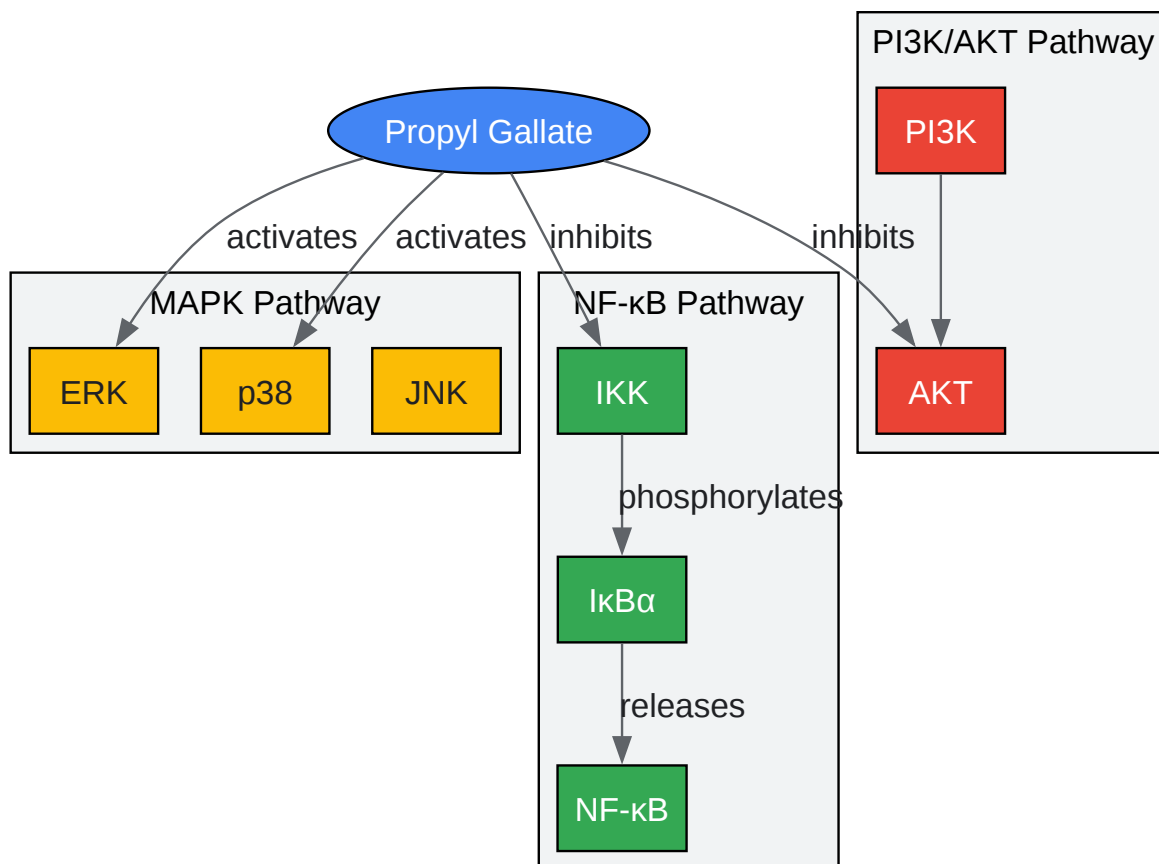 PI3K/AKT Pathway
Propyl Gallate
PI3K
activates
activates
inhibits
inhibits
MAPK Pathway
NF-κB Pathway
ERK
p38
JNK
IKK
AKT
phosphorylates
IκBα
releases
NF-κB